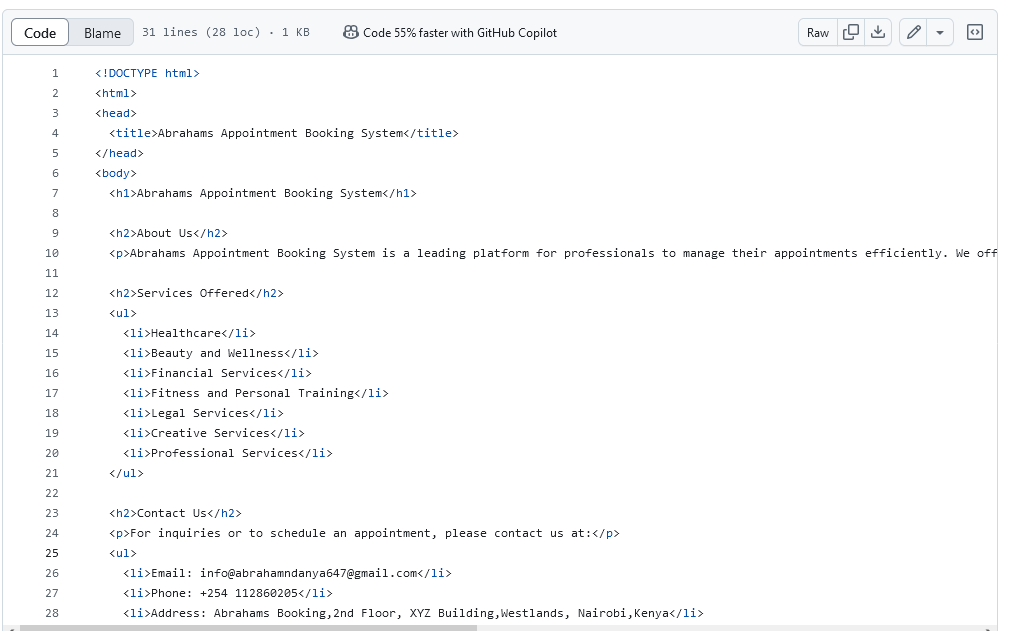 Code Blame 31 lines (28 loc) · 1 KB Code 55% faster with GitHub Copilot Raw
1 <!DOCTYPE html>
2 <html>
3 <head>
4 <title>Abrahams Appointment Booking System</title>
5 </head>
6 <body>
7 <h1>Abrahams Appointment Booking System</h1>
8
9 <h2>About Us</h2>
10 <p>Abrahams Appointment Booking System is a leading platform for professionals to manage their appointments efficiently. We off
11
12 <h2>Services Offered</h2>
13 <ul>
14 <li>Healthcare</li>
15 <li>Beauty and Wellness</li>
16 <li>Financial Services</li>
17 <li>Fitness and Personal Training</li>
18 <li>Legal Services</li>
19 <li>Creative Services</li>
20 <li>Professional Services</li>
21 </ul>
22
23 <h2>Contact Us</h2>
24 <p>For inquiries or to schedule an appointment, please contact us at:</p>
25 <ul>
26 <li>Email: info@abrahamndanya647@gmail.com</li>
27 <li>Phone: +254 112860205</li>
28 <li>Address: Abrahams Booking,2nd Floor, XYZ Building,Westlands, Nairobi,Kenya</li>